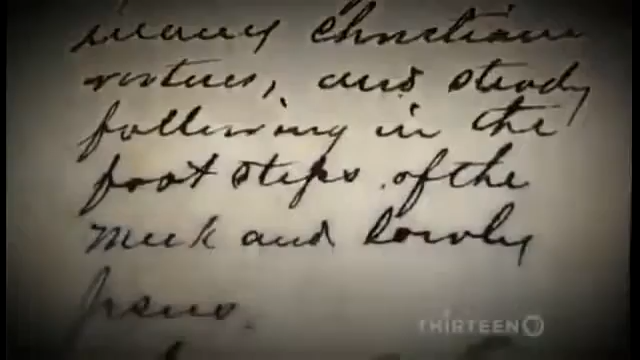 many Christian
virtues, and steady
following in the
foot steps of the
meek and lowly
Jesus.
THIRTEEN